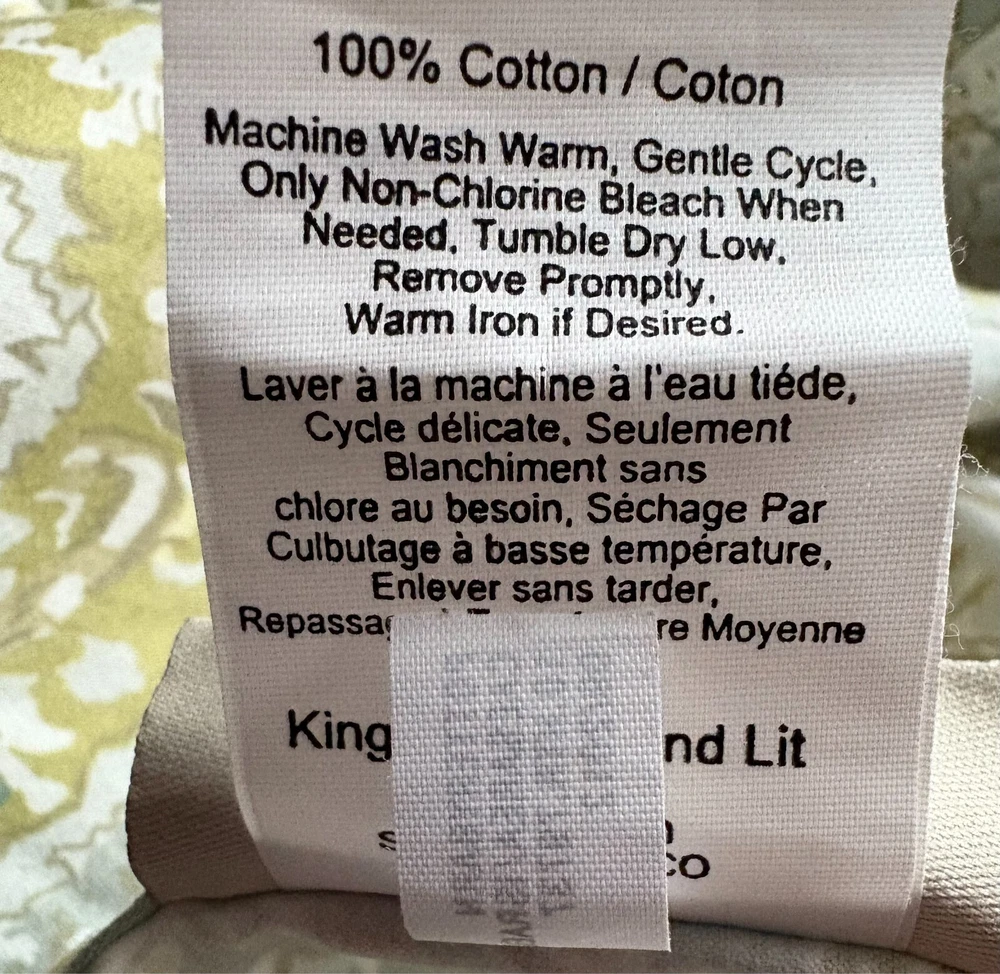 100% Cotton / Coton
Machine Wash Warm, Gentle Cycle,
Only Non-Chlorine Bleach When
Needed, Tumble Dry Low,
Remove Promptly,
Warm Iron if Desired.
Laver à la machine à l'eau tiéde,
Cycle délicate, Seulement
Blanchiment sans
chlore au besoin, Séchage Par
Culbutage à basse température,
Enlever sans tarder,
Moyenne
King Lit